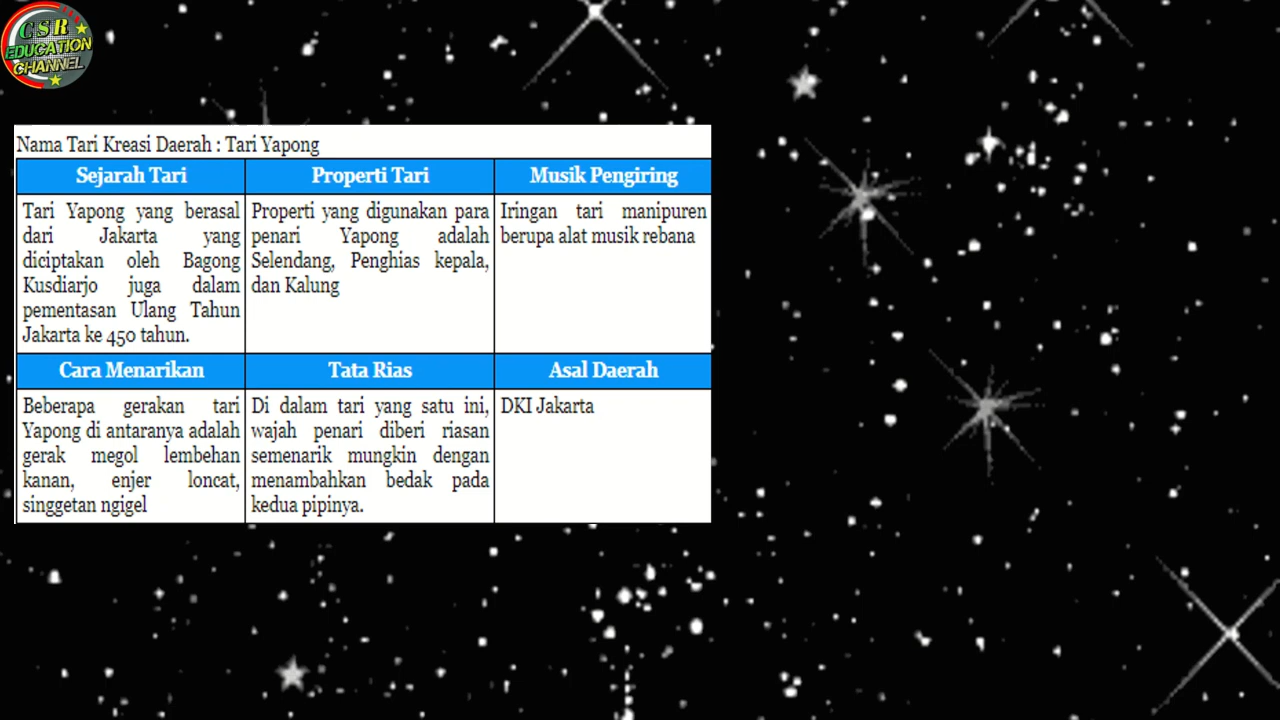 CSR
EDUCATION
CHANNEL
Nama Tari Kreasi Daerah : Tari Yapong
Sejarah Tari
Properti Tari
Musik Pengiring
Tari Yapong yang berasal
dari Jakarta yang
diciptakan oleh Bagong
Kusdiarjo juga dalam
pementasan Ulang Tahun
Jakarta ke 450 tahun.
Properti yang digunakan para
penari Yapong adalah
Selendang, Penghias kepala,
dan Kalung
Iringan tari manipuren
berupa alat musik rebana
Cara Menarikan
Tata Rias
Asal Daerah
Beberapa gerakan tari
Yapong di antaranya adalah
gerak megol lembehan
kanan, enjer loncat,
singgetan ngigel
Di dalam tari yang satu ini,
wajah penari diberi riasan
semenarik mungkin dengan
menambahkan bedak pada
kedua pipinya.
DKI Jakarta